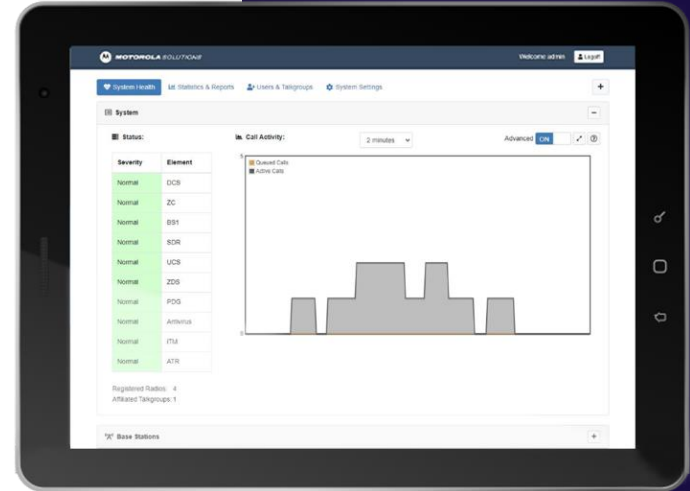 MOTOROLA SOLUTIONS Welcome admin Logoff
System Health Statistics & Reports Users & Talkgroups System Settings +
System −
Status: Call Activity: 2 minutes Advanced ON
Severity Element
Normal DCS
Normal ZC
Normal BS1
Normal SDR
Normal UCS
Normal ZDS
Normal PDG
Normal Antivirus
Normal ITM
Normal ATR
5
Queued Calls
Active Calls
0
Registered Radios: 4
Affiliated Talkgroups: 1
Base Stations +